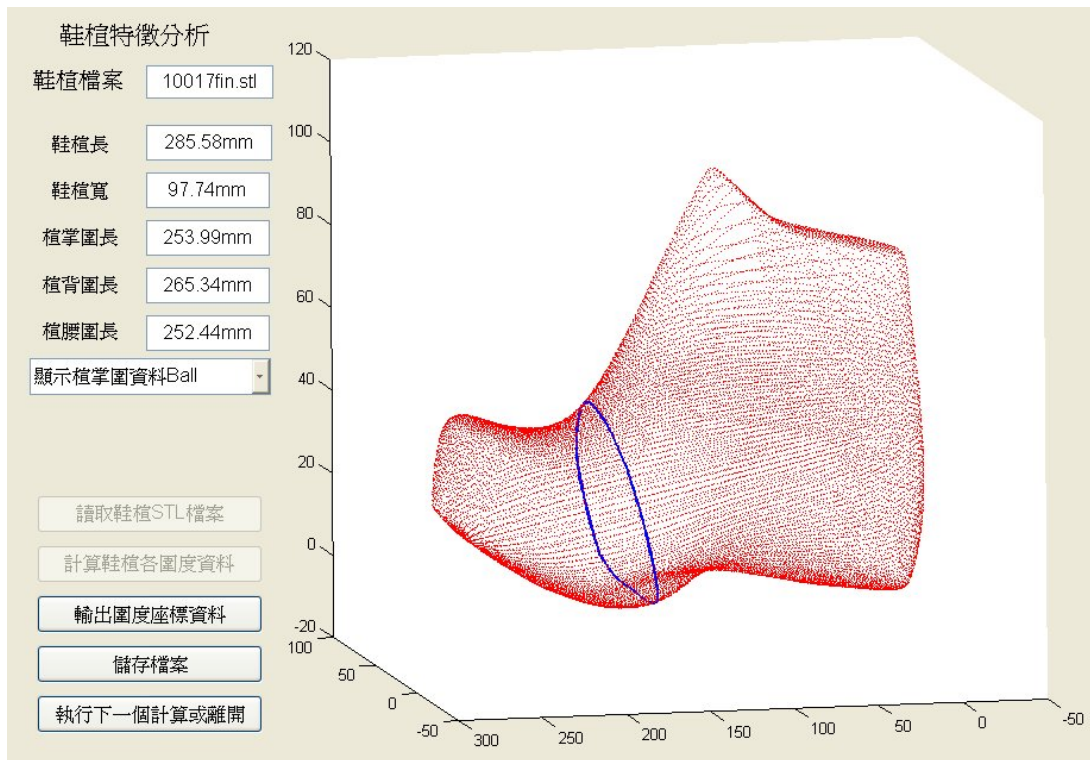 鞋楦特徵分析
鞋楦檔案 10017fin.stl
鞋楦長 285.58mm
鞋楦寬 97.74mm
楦掌圍長 253.99mm
楦背圍長 265.34mm
楦腰圍長 252.44mm
顯示楦掌圍資料Ball
讀取鞋楦STL檔案
計算鞋楦各圍度資料
輸出圍度座標資料
儲存檔案
執行下一個計算或離開
120
100
80
60
40
20
0
-20
100
50
0
-50
300
250
200
150
100
50
0
-50